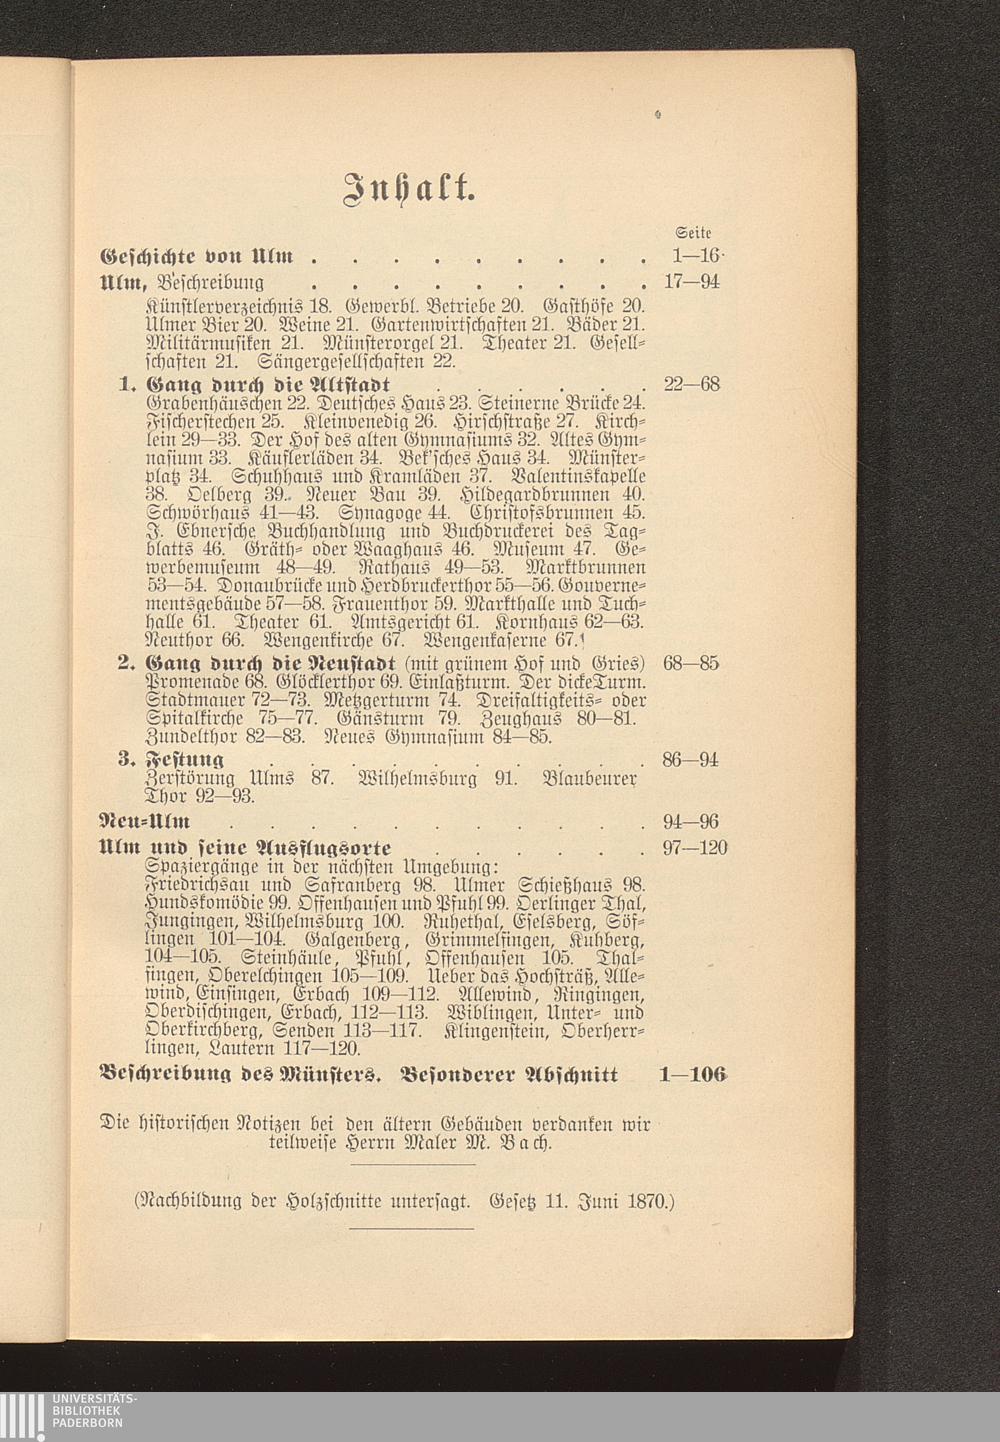 Inhalt.
Seite
Geschichte von Ulm . . . . . . . . . 1—16
Ulm, Beschreibung . . . . . . . . . 17—94
Künstlerverzeichnis 18. Gewerbl. Betriebe 20. Gasthöfe 20.
Ulmer Bier 20. Weine 21. Gartenwirtschaften 21. Bäder 21.
Militärmusiken 21. Münsterorgel 21. Theater 21. Gesell-
schaften 21. Sängergesellschaften 22.
1. Gang durch die Altstadt . . . . . . 22—68
Grabenhäuschen 22. Deutsches Haus 23. Steinerne Brücke 24.
Fischerstechen 25. Kleinvenedig 26. Hirschstraße 27. Kirch-
lein 29—33. Der Hof des alten Gymnasiums 32. Altes Gym-
nasium 33. Käuflerläden 34. Bek'sches Haus 34. Münster-
platz 34. Schuhhaus und Kramläden 37. Valentinskapelle
38. Oelberg 39. Neuer Bau 39. Hildegardbrunnen 40.
Schwörhaus 41—43. Synagoge 44. Christofsbrunnen 45.
J. Ebnersche Buchhandlung und Buchdruckerei des Tag-
blatts 46. Gräth- oder Waaghaus 46. Museum 47. Ge-
werbemuseum 48—49. Rathaus 49—53. Marktbrunnen
53—54. Donaubrücke und Herdbruckerthor 55—56. Gouverne-
mentsgebäude 57—58. Frauenthor 59. Markthalle und Tuch-
halle 61. Theater 61. Amtsgericht 61. Kornhaus 62—63.
Neuthor 66. Wengenkirche 67. Wengenkaserne 67.
2. Gang durch die Neustadt (mit grünem Hof und Gries) 68—85
Promenade 68. Glöcklerthor 69. Einlaßturm. Der dicke Turm.
Stadtmauer 72—73. Metzgerturm 74. Dreifaltigkeits- oder
Spitalkirche 75—77. Gänsturm 79. Zeughaus 80—81.
Zundelthor 82—83. Neues Gymnasium 84—85.
3. Festung . . . . . . . . . . 86—94
Zerstörung Ulms 87. Wilhelmsburg 91. Blaubeurer
Thor 92—93.
Neu-Ulm . . . . . . . . . . . 94—96
Ulm und seine Ausflugsorte . . . . . . 97—120
Spaziergänge in der nächsten Umgebung:
Friedrichsau und Safranberg 98. Ulmer Schießhaus 98.
Hundskomödie 99. Offenhausen und Pfuhl 99. Oerlinger Thal,
Jungingen, Wilhelmsburg 100. Ruhethal, Eselsberg, Söf-
lingen 101—104. Galgenberg, Grimmelfingen, Kuhberg,
104—105. Steinhäule, Pfuhl, Offenhausen 105. Thal-
fingen, Oberelchingen 105—109. Ueber das Hochsträß, Alle-
wind, Einsingen, Erbach 109—112. Allewind, Ringingen,
Oberdischingen, Erbach, 112—113. Wiblingen, Unter- und
Oberkirchberg, Senden 113—117. Klingenstein, Oberherr-
lingen, Lautern 117—120.
Beschreibung des Münsters. Besonderer Abschnitt 1—106
Die historischen Notizen bei den ältern Gebäuden verdanken wir
teilweise Herrn Maler M. Bach.
(Nachbildung der Holzschnitte untersagt. Gesetz 11. Juni 1870.)
UNIVERSITÄTS-
BIBLIOTHEK
PADERBORN